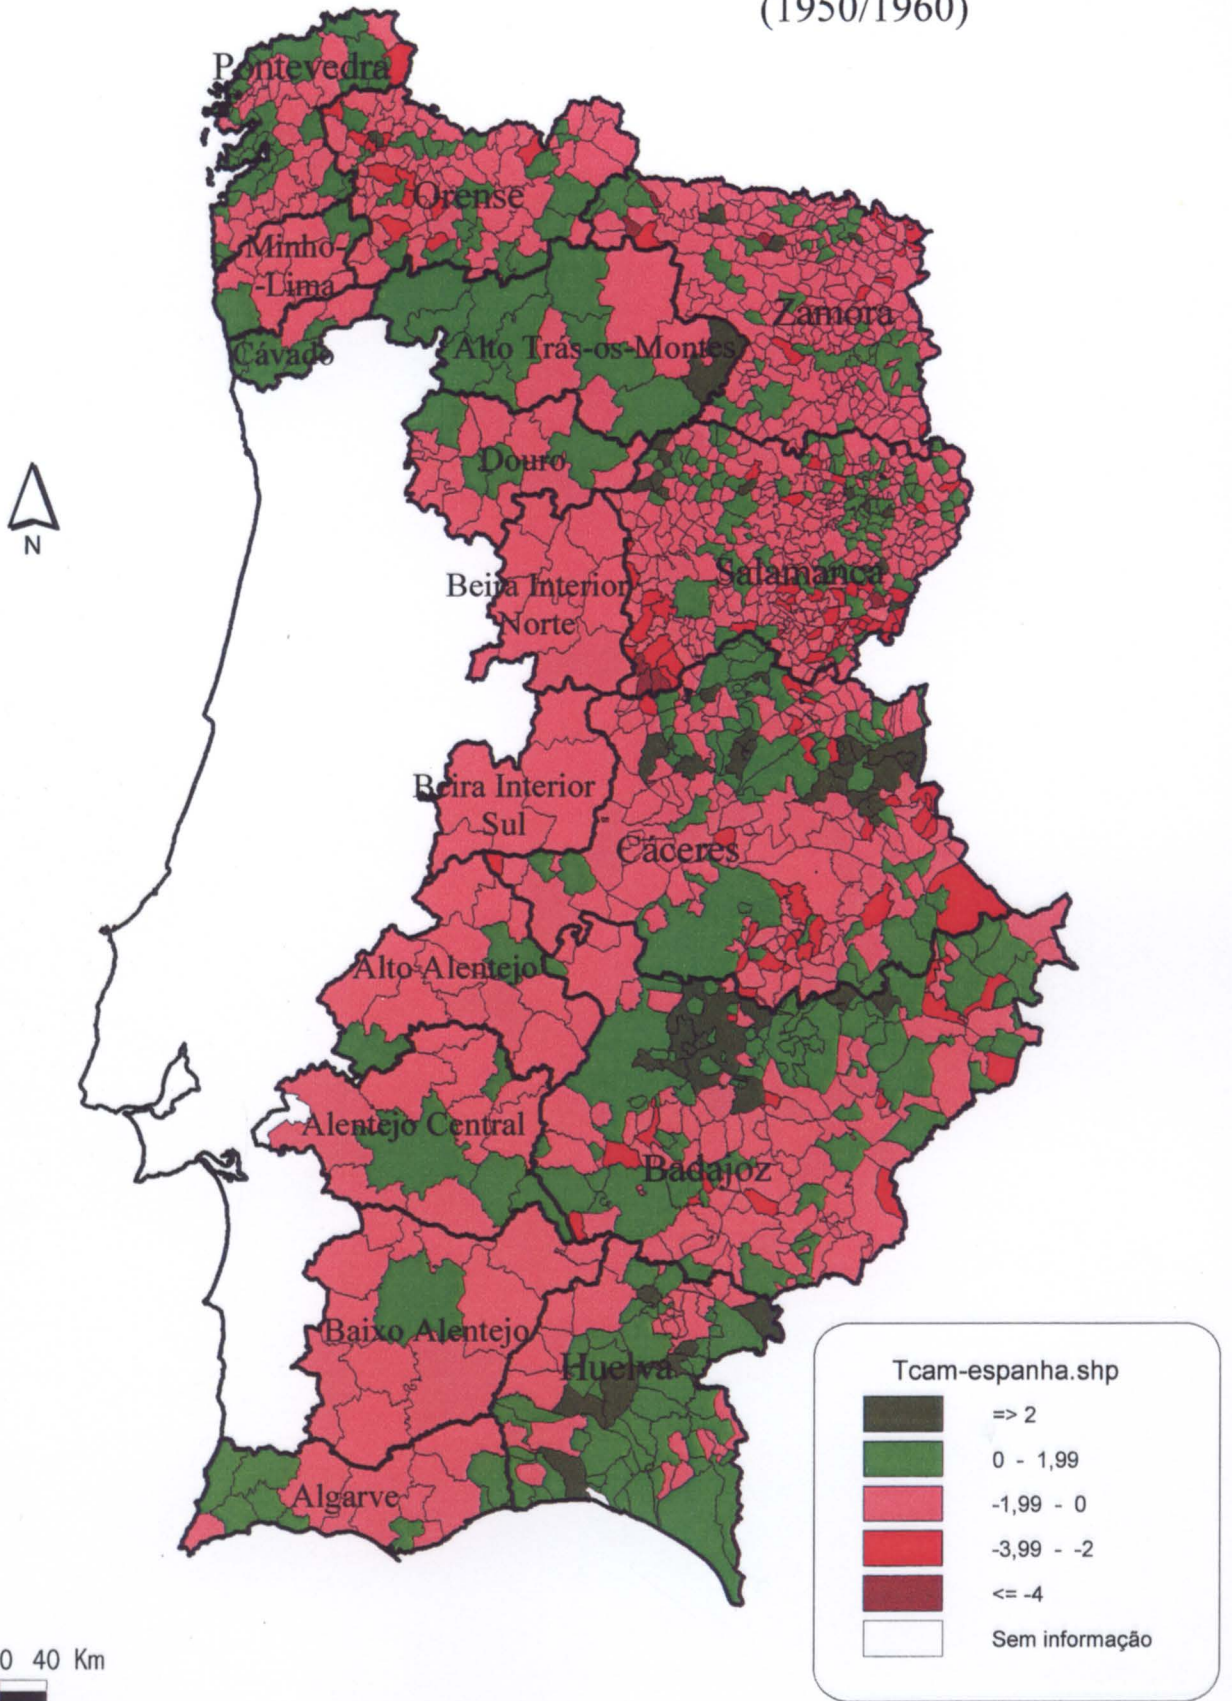 (1950/1960)
Pontevedra
Orense
Minho-
-Lima
Zamora
Cávado
Alto Trás-os-Montes
Douro
N
Salamanca
Beira Interior
Norte
Beira Interior
Sul
Cáceres
Alto Alentejo
Alentejo Central
Badajoz
Baixo Alentejo
Huelva
Algarve
Tcam-espanha.shp
=> 2
0 - 1,99
-1,99 - 0
-3,99 - -2
<= -4
Sem informação
0 40 Km